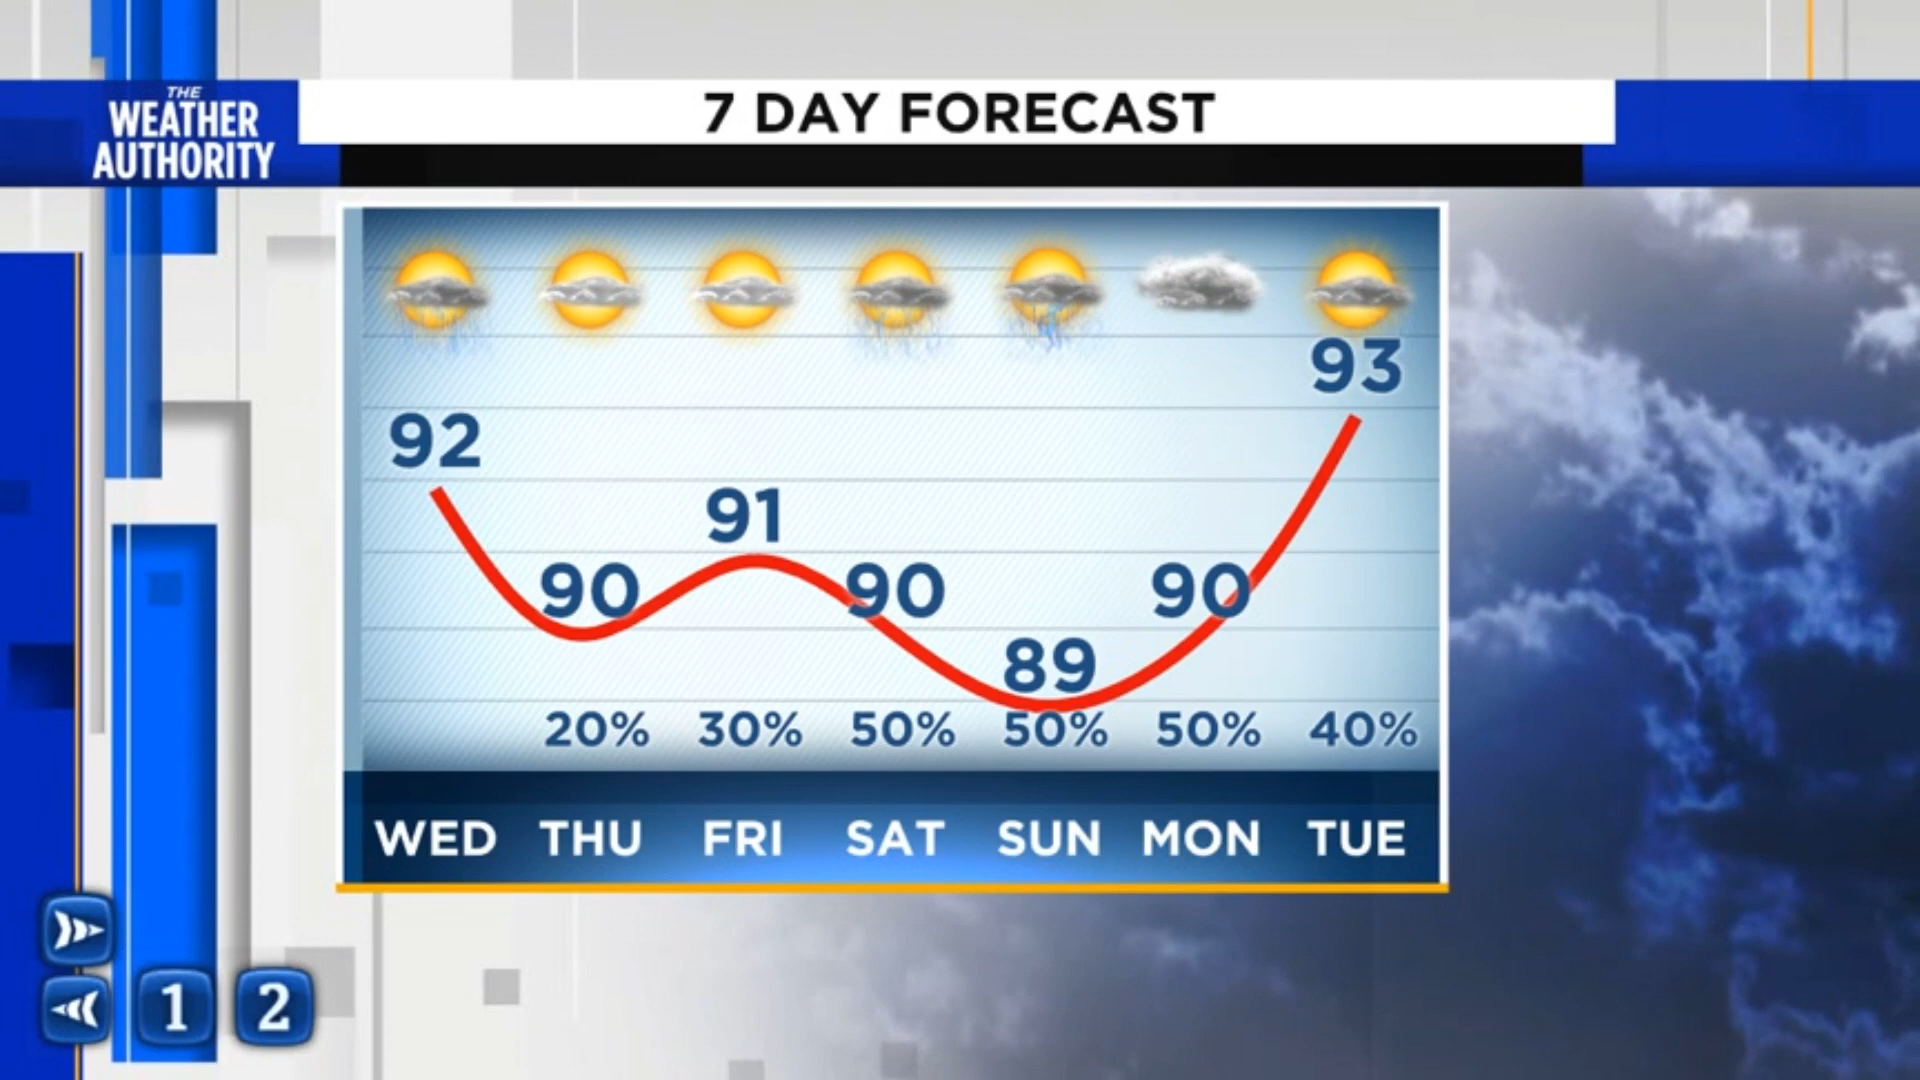 THE
WEATHER
AUTHORITY
7 DAY FORECAST
92 90 91 90 89 90 93
20% 30% 50% 50% 50% 40%
WED THU FRI SAT SUN MON TUE
1 2